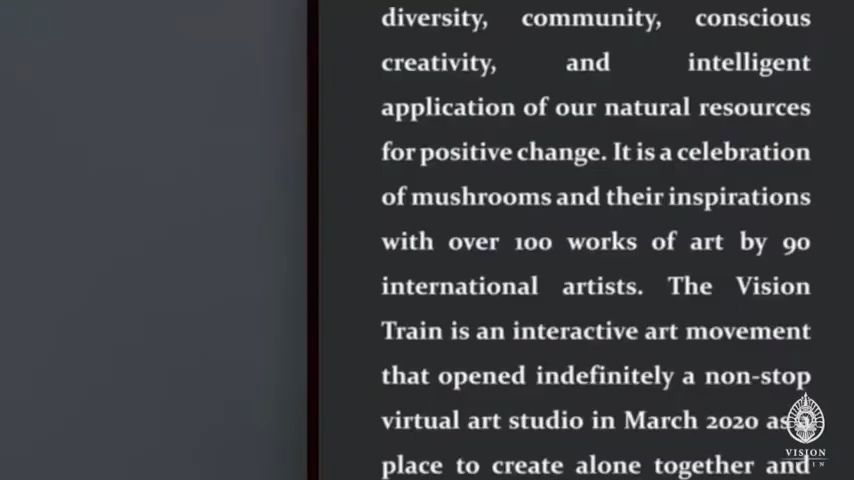 diversity, community, conscious
creativity, and intelligent
application of our natural resources
for positive change. It is a celebration
of mushrooms and their inspirations
with over 100 works of art by 90
international artists. The Vision
Train is an interactive art movement
that opened indefinitely a non-stop
virtual art studio in March 2020 as
place to create alone together and
VISION